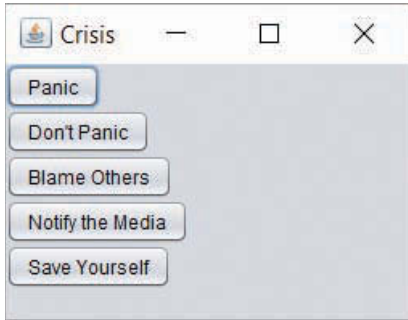 Crisis
Panic
Don't Panic
Blame Others
Notify the Media
Save Yourself